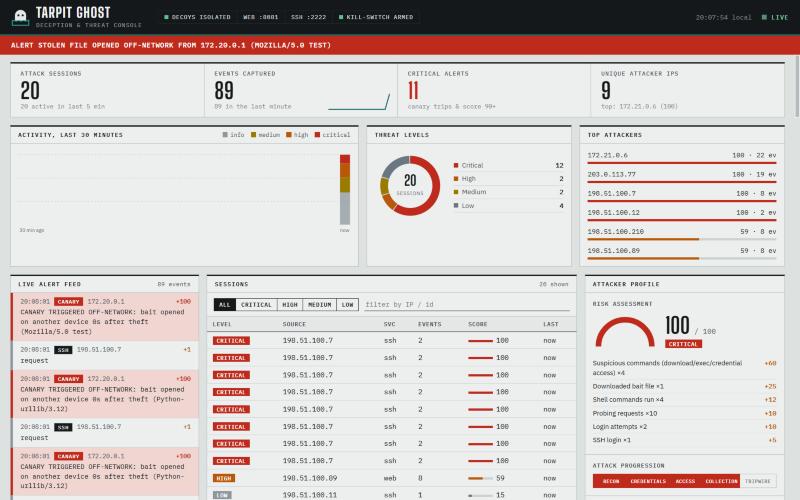 TARPIT GHOST
DECEPTION & THREAT CONSOLE
DECOYS ISOLATED WEB :8081 SSH :2222 KILL-SWITCH ARMED
20:07:54 local LIVE
ALERT STOLEN FILE OPENED OFF-NETWORK FROM 172.20.0.1 (MOZILLA/5.0 TEST)
ATTACK SESSIONS
20
20 active in last 5 min
EVENTS CAPTURED
89
89 in the last minute
CRITICAL ALERTS
11
canary trips & score 90+
UNIQUE ATTACKER IPS
9
top: 172.21.0.6 (100)
ACTIVITY, LAST 30 MINUTES
info medium high critical
30 min ago now
THREAT LEVELS
20
SESSIONS
Critical 12
High 2
Medium 2
Low 4
TOP ATTACKERS
172.21.0.6 100 · 22 ev
203.0.113.77 100 · 19 ev
198.51.100.7 100 · 8 ev
198.51.100.12 100 · 2 ev
198.51.100.210 59 · 8 ev
198.51.100.89 59 · 8 ev
LIVE ALERT FEED 89 events
20:08:01 CANARY 172.20.0.1 +100
CANARY TRIGGERED OFF-NETWORK: bait opened
on another device 0s after theft
(Mozilla/5.0 test)
20:08:01 SSH 198.51.100.7 +1
request
20:08:01 CANARY 172.20.0.1 +100
CANARY TRIGGERED OFF-NETWORK: bait opened
on another device 0s after theft (Python-
urllib/3.12)
20:08:01 SSH 198.51.100.7 +1
request
20:08:01 CANARY 172.20.0.1 +100
CANARY TRIGGERED OFF-NETWORK: bait opened
on another device 0s after theft (Python-
urllib/3.12)
SESSIONS 20 shown
ALL CRITICAL HIGH MEDIUM LOW filter by IP / id
LEVEL SOURCE SVC EVENTS SCORE LAST
CRITICAL 198.51.100.7 ssh 2 100 now
CRITICAL 198.51.100.7 ssh 2 100 now
CRITICAL 198.51.100.7 ssh 2 100 now
CRITICAL 198.51.100.7 ssh 2 100 now
CRITICAL 198.51.100.7 ssh 2 100 now
CRITICAL 198.51.100.7 ssh 2 100 now
CRITICAL 198.51.100.7 ssh 2 100 now
CRITICAL 198.51.100.7 ssh 2 100 now
HIGH 198.51.100.89 web 8 59 now
LOW 198.51.100.11 ssh 1 15 now
ATTACKER PROFILE
RISK ASSESSMENT
100 / 100
CRITICAL
Suspicious commands (download/exec/credential
access) ×4 +60
Downloaded bait file ×1 +25
Shell commands run ×4 +12
Probing requests ×10 +10
Login attempts ×2 +10
SSH login ×1 +5
ATTACK PROGRESSION
RECON CREDENTIALS ACCESS COLLECTION TRIPWIRE